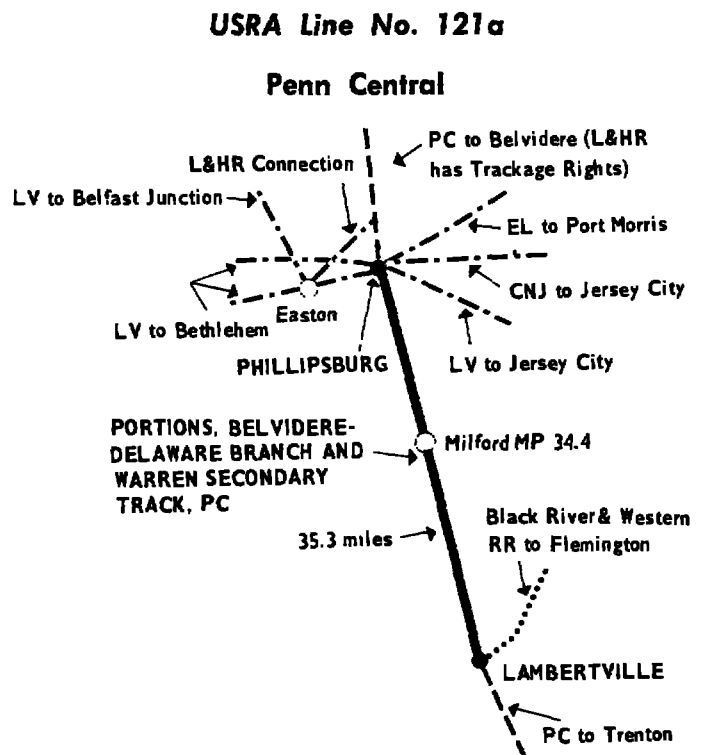 USRA Line No. 121a
Penn Central
PC to Belvidere (L&HR
has Trackage Rights)
L&HR Connection
LV to Belfast Junction
EL to Port Morris
CNJ to Jersey City
Easton
LV to Bethlehem
PHILLIPSBURG
LV to Jersey City
PORTIONS, BELVIDERE-
DELAWARE BRANCH AND
WARREN SECONDARY
TRACK, PC
Milford MP 34.4
35.3 miles
Black River & Western
RR to Flemington
LAMBERTVILLE
PC to Trenton